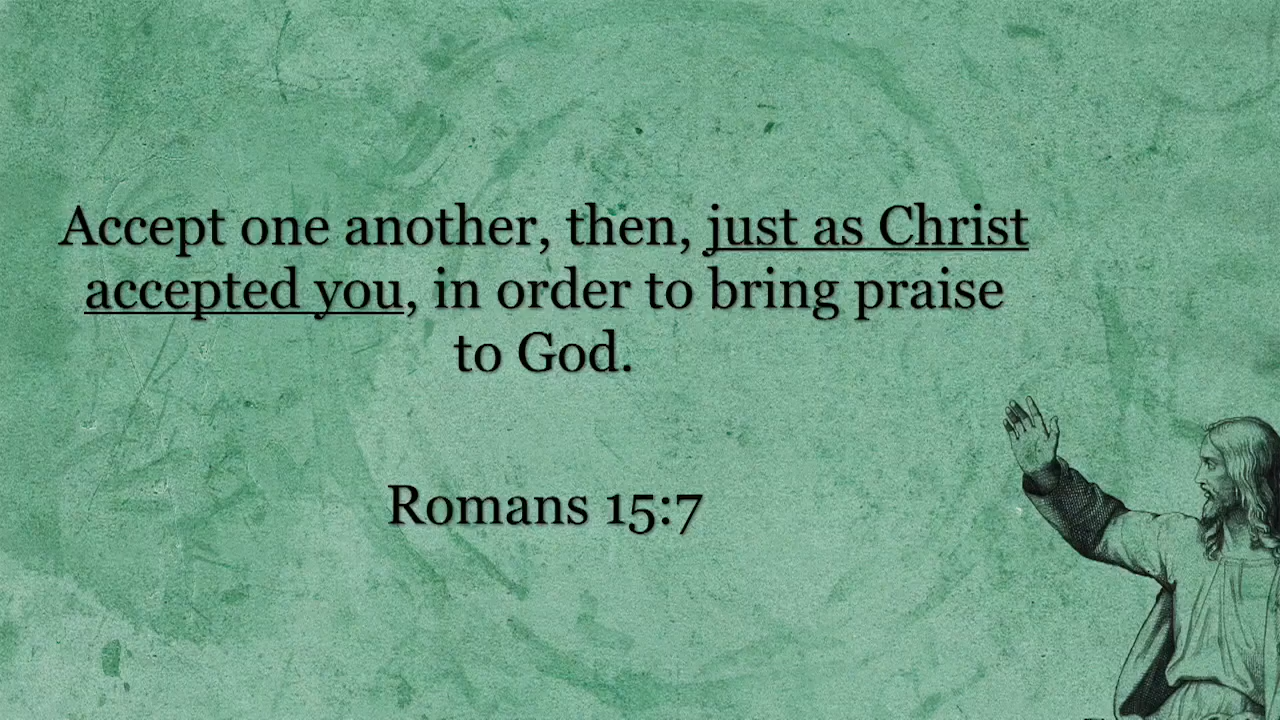 Accept one another, then, just as Christ
accepted you, in order to bring praise
to God.
Romans 15:7